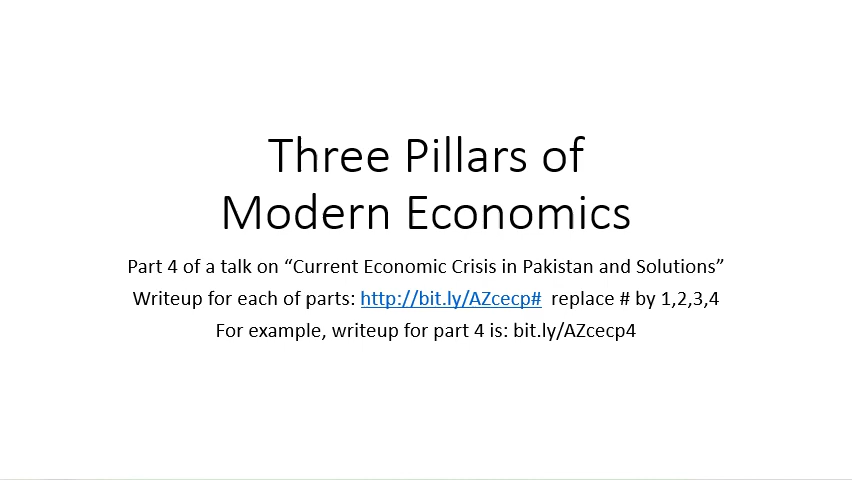 Three Pillars of
Modern Economics
Part 4 of a talk on “Current Economic Crisis in Pakistan and Solutions”
Writeup for each of parts: http://bit.ly/AZcecp# replace # by 1,2,3,4
For example, writeup for part 4 is: bit.ly/AZcecp4